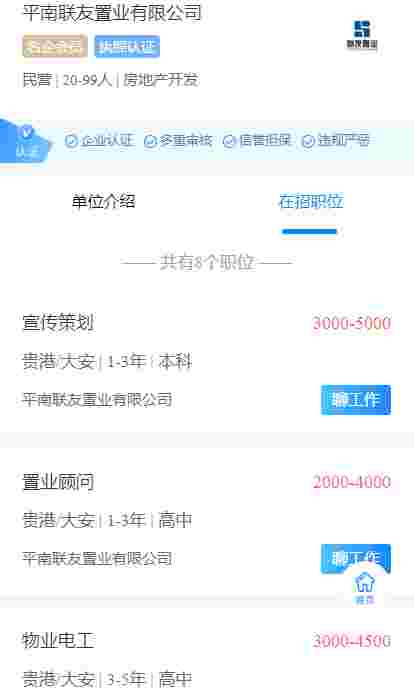 平南联友置业有限公司
名企会员 执照认证
联友置业
民营 | 20-99人 | 房地产开发
认证 企业认证 多重审核 信誉担保 违规严惩
单位介绍 在招职位
共有8个职位
宣传策划 3000-5000
贵港/大安 | 1-3年 | 本科
平南联友置业有限公司 聊工作
置业顾问 2000-4000
贵港/大安 | 1-3年 | 高中
平南联友置业有限公司 聊工作
首页
物业电工 3000-4500
贵港/大安 | 3-5年 | 高中